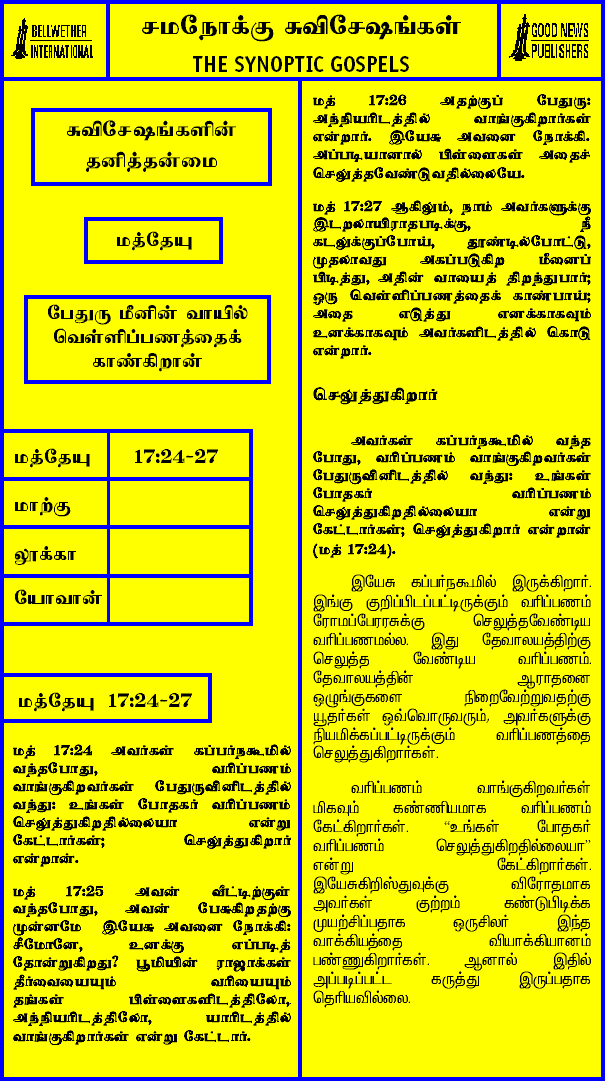 BELLWETHER
INTERNATIONAL
சமநோக்கு சுவிசேஷங்கள்
THE SYNOPTIC GOSPELS
GOOD NEWS
PUBLISHERS
சுவிசேஷங்களின்
தனித்தன்மை
மத்தேயு
பேதுரு மீனின் வாயில்
வெள்ளிப்பணத்தைக்
காண்கிறான்
மத்தேயு 17:24-27
மாற்கு
லூக்கா
யோவான்
மத்தேயு 17:24-27
மத் 17:24 அவர்கள் கப்பர்நகூமில்
வந்தபோது, வரிப்பணம்
வாங்குகிறவர்கள் பேதுருவினிடத்தில்
வந்து: உங்கள் போதகர் வரிப்பணம்
செலுத்துகிறதில்லையா என்று
கேட்டார்கள்; செலுத்துகிறார்
என்றான்.
மத் 17:25 அவன் வீட்டிற்குள்
வந்தபோது, அவன் பேசுகிறதற்கு
முன்னமே இயேசு அவனை நோக்கி:
சீமோனே, உனக்கு எப்படித்
தோன்றுகிறது? பூமியின் ராஜாக்கள்
தீர்வையையும் வரியையும்
தங்கள் பிள்ளைகளிடத்திலோ,
அந்நியரிடத்திலோ, யாரிடத்தில்
வாங்குகிறார்கள் என்று கேட்டார்.
மத் 17:26 அதற்குப் பேதுரு:
அந்நியரிடத்தில் வாங்குகிறார்கள்
என்றார். இயேசு அவனை நோக்கி.
அப்படியானால் பிள்ளைகள் அதைச்
செலுத்தவேண்டுவதில்லையே.
மத் 17:27 ஆகிலும், நாம் அவர்களுக்கு
இடறலாயிராதபடிக்கு, நீ
கடலுக்குப்போய், தூண்டில்போட்டு,
முதலாவது அகப்படுகிற மீனைப்
பிடித்து, அதின் வாயைத் திறந்துபார்;
ஒரு வெள்ளிப்பணத்தைக் காண்பாய்;
அதை எடுத்து எனக்காகவும்
உனக்காகவும் அவர்களிடத்தில் கொடு
என்றார்.
செலுத்துகிறார்
அவர்கள் கப்பர்நகூமில் வந்த
போது, வரிப்பணம் வாங்குகிறவர்கள்
பேதுருவினிடத்தில் வந்து: உங்கள்
போதகர் வரிப்பணம்
செலுத்துகிறதில்லையா என்று
கேட்டார்கள்; செலுத்துகிறார் என்றான்
(மத் 17:24).
இயேசு கப்பர்நகூமில் இருக்கிறார்.
இங்கு குறிப்பிடப்பட்டிருக்கும் வரிப்பணம்
ரோமப்பேரரசுக்கு செலுத்தவேண்டிய
வரிப்பணமல்ல. இது தேவாலயத்திற்கு
செலுத்த வேண்டிய வரிப்பணம்.
தேவாலயத்தின் ஆராதனை
ஒழுங்குகளை நிறைவேற்றுவதற்கு
யூதர்கள் ஒவ்வொருவரும், அவர்களுக்கு
நியமிக்கப்பட்டிருக்கும் வரிப்பணத்தை
செலுத்துகிறார்கள்.
வரிப்பணம் வாங்குகிறவர்கள்
மிகவும் கண்ணியமாக வரிப்பணம்
கேட்கிறார்கள். “உங்கள் போதகர்
வரிப்பணம் செலுத்துகிறதில்லையா”
என்று கேட்கிறார்கள்.
இயேசுகிறிஸ்துவுக்கு விரோதமாக
அவர்கள் குற்றம் கண்டுபிடிக்க
முயற்சிப்பதாக ஒருசிலர் இந்த
வாக்கியத்தை வியாக்கியானம்
பண்ணுகிறார்கள். ஆனால் இதில்
அப்படிப்பட்ட கருத்து இருப்பதாக
தெரியவில்லை.